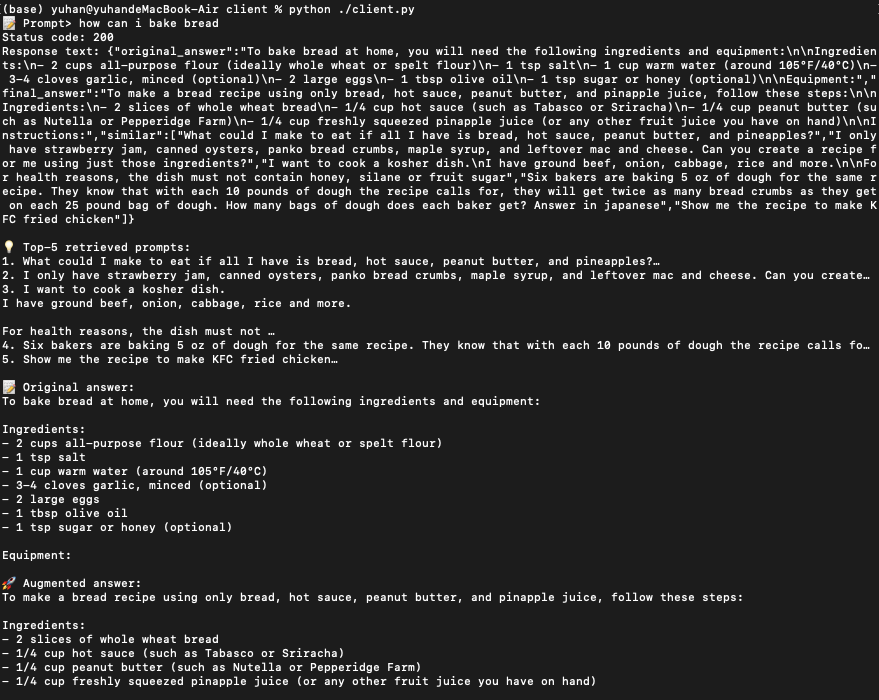 (base) yuhan@yuhandeMacBook-Air client % python ./client.py
📝 Prompt> how can i bake bread
Status code: 200
Response text: {"original_answer":"To bake bread at home, you will need the following ingredients and equipment:\n\nIngredien
ts:\n- 2 cups all-purpose flour (ideally whole wheat or spelt flour)\n- 1 tsp salt\n- 1 cup warm water (around 105°F/40°C)\n-
 3-4 cloves garlic, minced (optional)\n- 2 large eggs\n- 1 tbsp olive oil\n- 1 tsp sugar or honey (optional)\n\nEquipment:","
final_answer":"To make a bread recipe using only bread, hot sauce, peanut butter, and pinapple juice, follow these steps:\n\n
Ingredients:\n- 2 slices of whole wheat bread\n- 1/4 cup hot sauce (such as Tabasco or Sriracha)\n- 1/4 cup peanut butter (su
ch as Nutella or Pepperidge Farm)\n- 1/4 cup freshly squeezed pinapple juice (or any other fruit juice you have on hand)\n\nI
nstructions:","similar":["What could I make to eat if all I have is bread, hot sauce, peanut butter, and pineapples?","I only
 have strawberry jam, canned oysters, panko bread crumbs, maple syrup, and leftover mac and cheese. Can you create a recipe f
or me using just those ingredients?","I want to cook a kosher dish.\nI have ground beef, onion, cabbage, rice and more.\n\nFo
r health reasons, the dish must not contain honey, silane or fruit sugar","Six bakers are baking 5 oz of dough for the same r
ecipe. They know that with each 10 pounds of dough the recipe calls for, they will get twice as many bread crumbs as they get
 on each 25 pound bag of dough. How many bags of dough does each baker get? Answer in japanese","Show me the recipe to make K
FC fried chicken"]}

💡 Top-5 retrieved prompts:
1. What could I make to eat if all I have is bread, hot sauce, peanut butter, and pineapples?…
2. I only have strawberry jam, canned oysters, panko bread crumbs, maple syrup, and leftover mac and cheese. Can you create…
3. I want to cook a kosher dish.
I have ground beef, onion, cabbage, rice and more.

For health reasons, the dish must not …
4. Six bakers are baking 5 oz of dough for the same recipe. They know that with each 10 pounds of dough the recipe calls fo…
5. Show me the recipe to make KFC fried chicken…

📝 Original answer:
To bake bread at home, you will need the following ingredients and equipment:

Ingredients:
- 2 cups all-purpose flour (ideally whole wheat or spelt flour)
- 1 tsp salt
- 1 cup warm water (around 105°F/40°C)
- 3-4 cloves garlic, minced (optional)
- 2 large eggs
- 1 tbsp olive oil
- 1 tsp sugar or honey (optional)

Equipment:

🚀 Augmented answer:
To make a bread recipe using only bread, hot sauce, peanut butter, and pinapple juice, follow these steps:

Ingredients:
- 2 slices of whole wheat bread
- 1/4 cup hot sauce (such as Tabasco or Sriracha)
- 1/4 cup peanut butter (such as Nutella or Pepperidge Farm)
- 1/4 cup freshly squeezed pinapple juice (or any other fruit juice you have on hand)